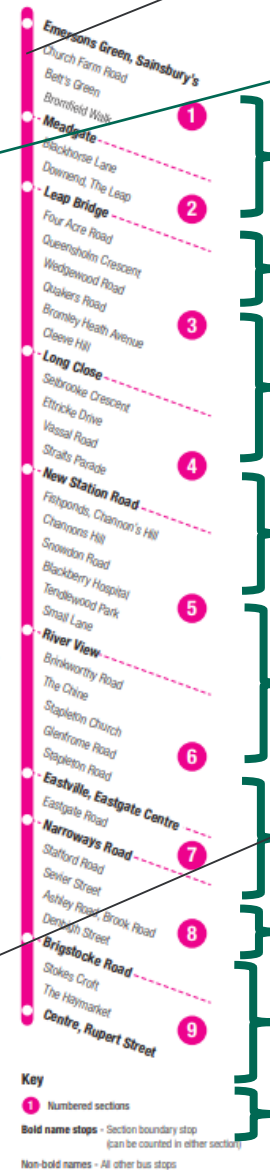 Emersons Green, Sainsbury's
Church Farm Road
Bett's Green
Bromfield Walk
1
Meadgate
Blackhorse Lane
Downend, The Leap
2
Leap Bridge
Four Acre Road
Queensholm Crescent
Wedgewood Road
Quakers Road
Bromley Heath Avenue
Cleeve Hill
3
Long Close
Selbrooke Crescent
Ettricke Drive
Vassal Road
Straits Parade
4
New Station Road
Fishponds, Channon's Hill
Channons Hill
Snowdon Road
Blackberry Hospital
Tendlewood Park
Small Lane
5
River View
Brinkworthy Road
The Chine
Stapleton Church
Glenfrome Road
Stapleton Road
6
Eastville, Eastgate Centre
Eastgate Road
7
Narroways Road
Stafford Road
Sevier Street
Ashley Road, Brook Road
Denbigh Street
8
Brigstocke Road
Stokes Croft
The Haymarket
9
Centre, Rupert Street
Key
1 Numbered sections
Bold name stops - Section boundary stop
(can be counted in either section)
Non-bold names - All other bus stops